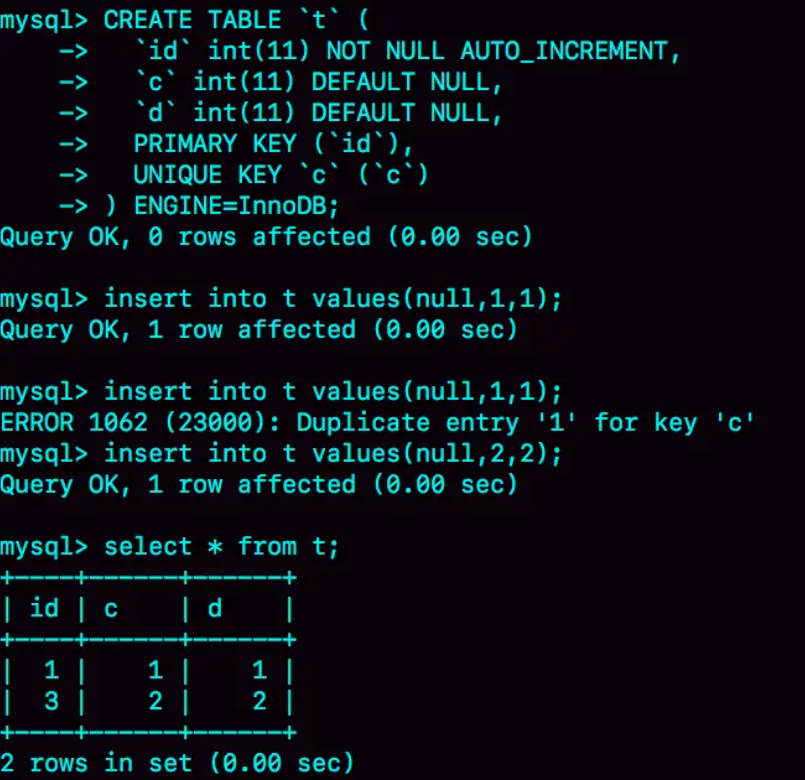 mysql> CREATE TABLE `t` (
    ->   `id` int(11) NOT NULL AUTO_INCREMENT,
    ->   `c` int(11) DEFAULT NULL,
    ->   `d` int(11) DEFAULT NULL,
    ->   PRIMARY KEY (`id`),
    ->   UNIQUE KEY `c` (`c`)
    -> ) ENGINE=InnoDB;
Query OK, 0 rows affected (0.00 sec)
mysql> insert into t values(null,1,1);
Query OK, 1 row affected (0.00 sec)
mysql> insert into t values(null,1,1);
ERROR 1062 (23000): Duplicate entry '1' for key 'c'
mysql> insert into t values(null,2,2);
Query OK, 1 row affected (0.00 sec)
mysql> select * from t;
+----+------+------+
| id | c    | d    |
+----+------+------+
|  1 |    1 |    1 |
|  3 |    2 |    2 |
+----+------+------+
2 rows in set (0.00 sec)